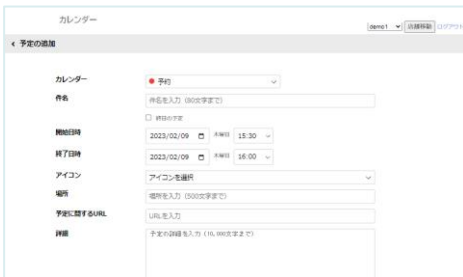 カレンダー
demo1 店舗移動 ログアウト
予定の追加
カレンダー 予約
件名 件名を入力 (80文字まで)
終日の予定
開始日時 2023/02/09 木曜日 15:30
終了日時 2023/02/09 木曜日 16:00
アイコン アイコンを選択
場所 場所を入力 (500文字まで)
予定に関するURL URLを入力
詳細 予定の詳細を入力 (10,000文字まで)